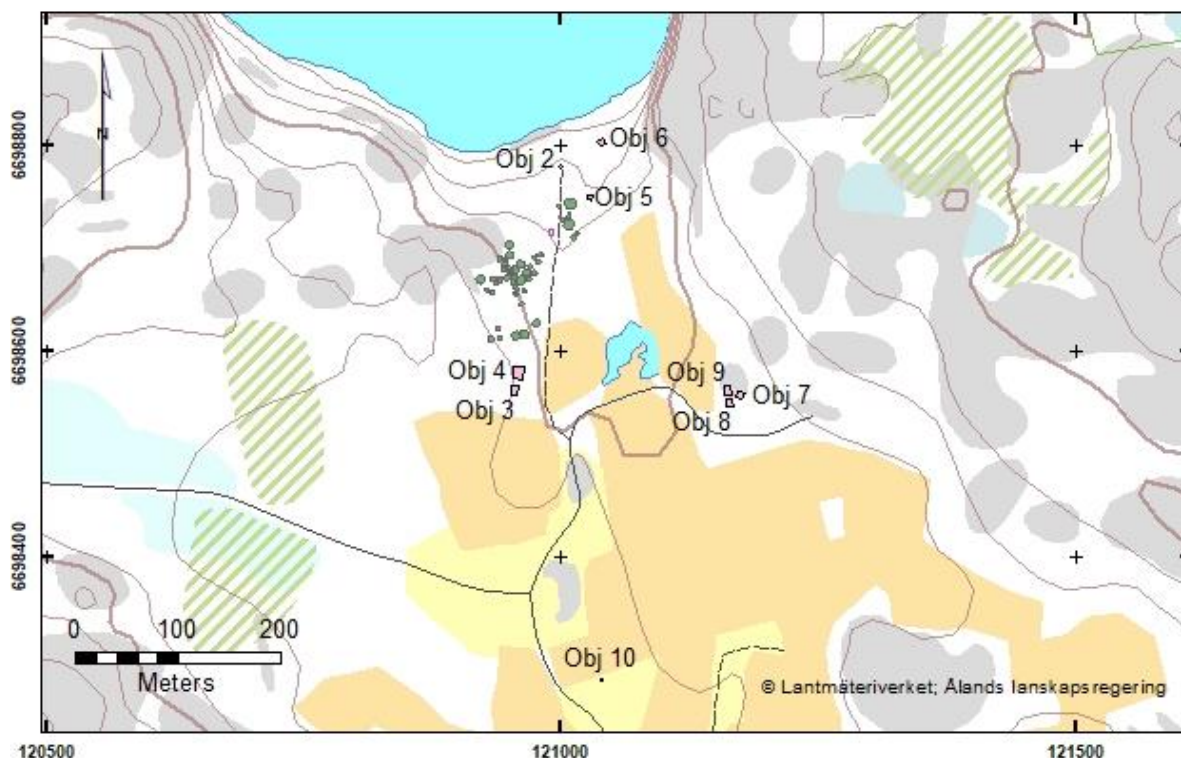 Obj 6
6698800
Obj 2
Obj 5
N
6698600
Obj 4
Obj 9
Obj 7
Obj 3
Obj 8
6698400
0 100 200
Meters
Obj 10
© Lantmäteriverket; Ålands lanskapsregering
120500 121000 121500